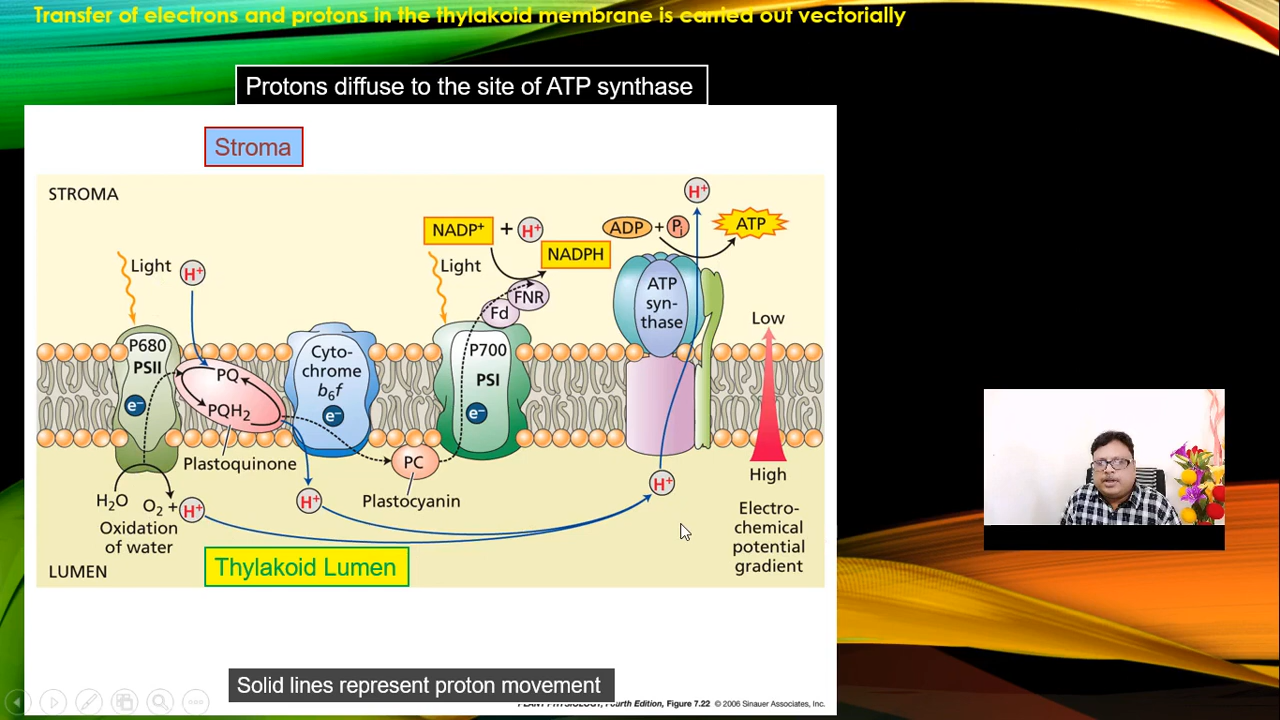 Transfer of electrons and protons in the thylakoid membrane is carried out vectorially
Protons diffuse to the site of ATP synthase
Stroma
STROMA
H⁺
NADP⁺ + H⁺
ADP + Pi
ATP
NADPH
Light
H⁺
Light
FNR
Fd
ATP
syn-
thase
Low
P680
PSII
Cyto-
chrome
b₆f
P700
PSI
PQ
PQH₂
e⁻
e⁻
e⁻
Plastoquinone
PC
Plastocyanin
High
H₂O
O₂ + H⁺
H⁺
H⁺
Oxidation
of water
Electro-
chemical
potential
gradient
Thylakoid Lumen
LUMEN
Solid lines represent proton movement
Fourth Edition, Figure 7.22 © 2006 Sinauer Associates, Inc.